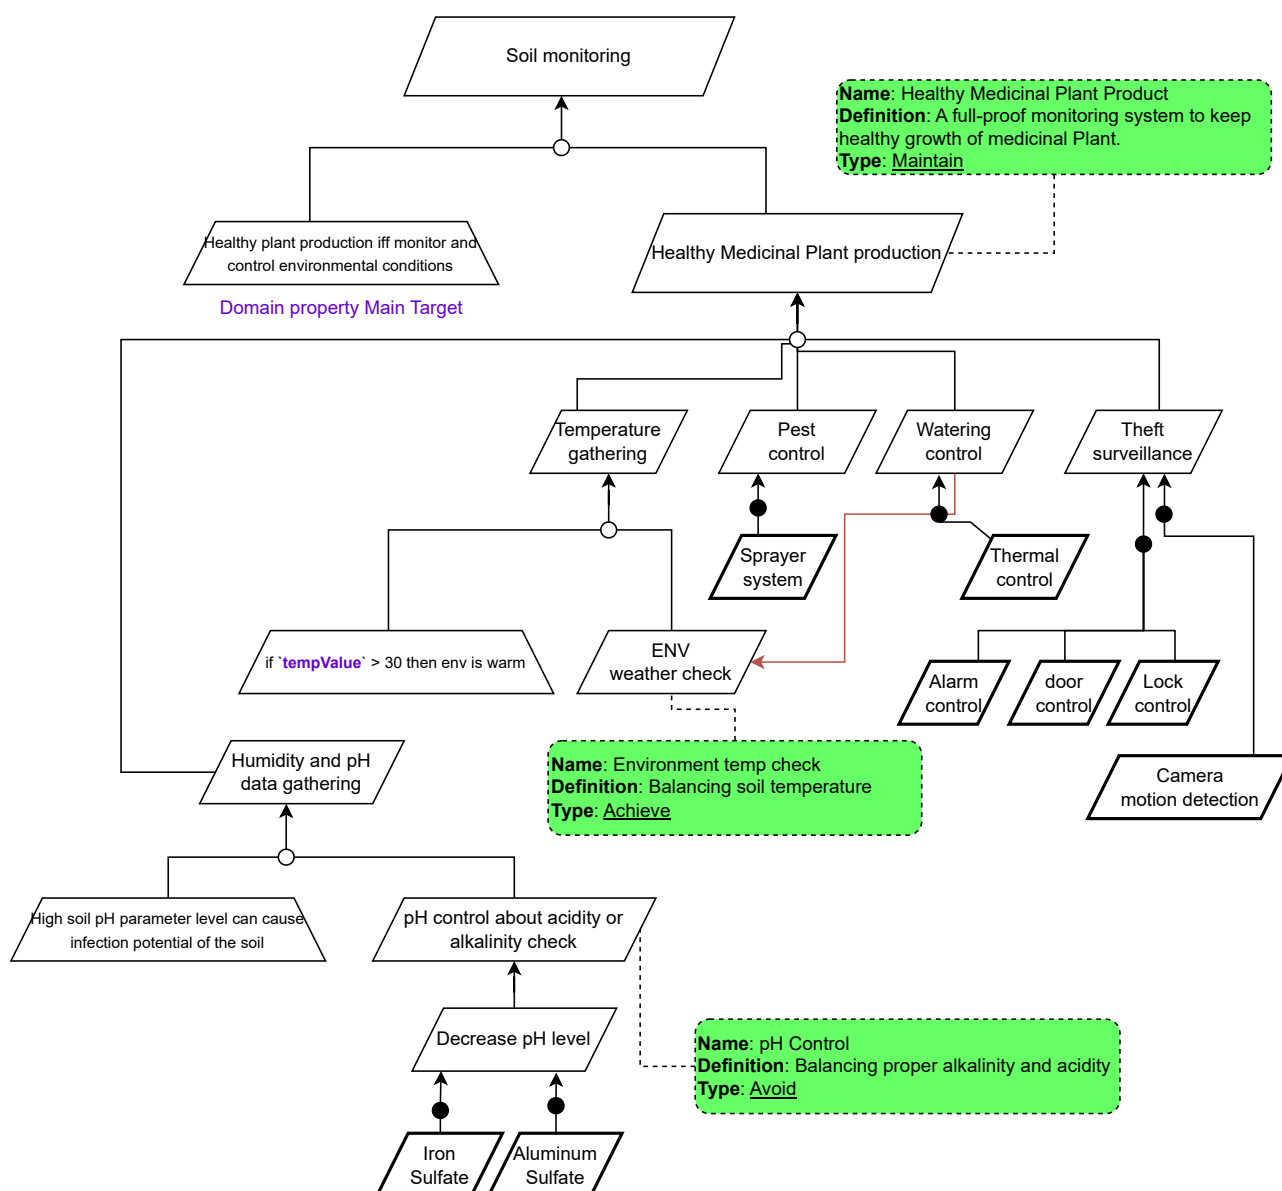 Soil monitoring
Name: Healthy Medicinal Plant Product
Definition: A full-proof monitoring system to keep
healthy growth of medicinal Plant.
Type: Maintain
Healthy plant production iff monitor and
control environmental conditions
Domain property Main Target
Healthy Medicinal Plant production
Temperature
gathering
Pest
control
Watering
control
Theft
surveillance
Sprayer
system
Thermal
control
if `tempValue` > 30 then env is warm
ENV
weather check
Alarm
control
door
control
Lock
control
Name: Environment temp check
Definition: Balancing soil temperature
Type: Achieve
Humidity and pH
data gathering
Camera
motion detection
High soil pH parameter level can cause
infection potential of the soil
pH control about acidity or
alkalinity check
Decrease pH level
Name: pH Control
Definition: Balancing proper alkalinity and acidity
Type: Avoid
Iron
Sulfate
Aluminum
Sulfate